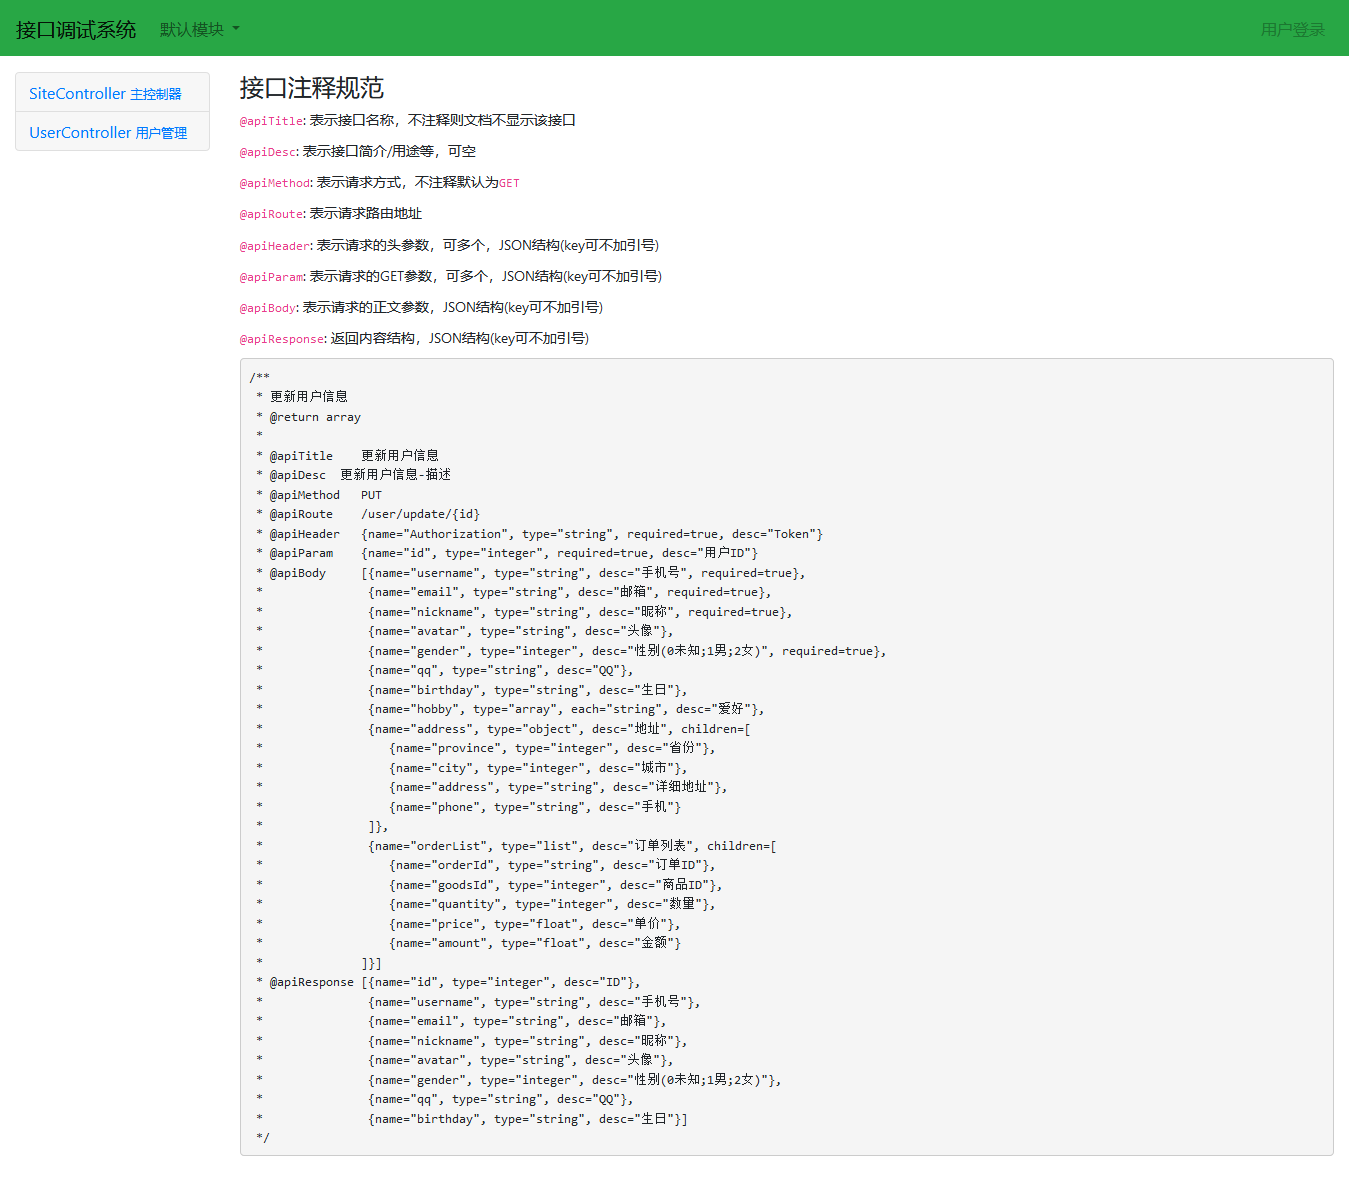 接口调试系统 默认模块 用户登录
SiteController 主控制器
UserController 用户管理
接口注释规范
@apiTitle: 表示接口名称，不注释则文档不显示该接口
@apiDesc: 表示接口简介/用途等，可空
@apiMethod: 表示请求方式，不注释默认为GET
@apiRoute: 表示请求路由地址
@apiHeader: 表示请求的头参数，可多个，JSON结构(key可不加引号)
@apiParam: 表示请求的GET参数，可多个，JSON结构(key可不加引号)
@apiBody: 表示请求的正文参数，JSON结构(key可不加引号)
@apiResponse: 返回内容结构，JSON结构(key可不加引号)
/**
 * 更新用户信息
 * @return array
 *
 * @apiTitle    更新用户信息
 * @apiDesc  更新用户信息-描述
 * @apiMethod   PUT
 * @apiRoute    /user/update/{id}
 * @apiHeader   {name="Authorization", type="string", required=true, desc="Token"}
 * @apiParam    {name="id", type="integer", required=true, desc="用户ID"}
 * @apiBody     [{name="username", type="string", desc="手机号", required=true},
 *               {name="email", type="string", desc="邮箱", required=true},
 *               {name="nickname", type="string", desc="昵称", required=true},
 *               {name="avatar", type="string", desc="头像"},
 *               {name="gender", type="integer", desc="性别(0未知;1男;2女)", required=true},
 *               {name="qq", type="string", desc="QQ"},
 *               {name="birthday", type="string", desc="生日"},
 *               {name="hobby", type="array", each="string", desc="爱好"},
 *               {name="address", type="object", desc="地址", children=[
 *                  {name="province", type="integer", desc="省份"},
 *                  {name="city", type="integer", desc="城市"},
 *                  {name="address", type="string", desc="详细地址"},
 *                  {name="phone", type="string", desc="手机"}
 *               ]},
 *               {name="orderList", type="list", desc="订单列表", children=[
 *                  {name="orderId", type="string", desc="订单ID"},
 *                  {name="goodsId", type="integer", desc="商品ID"},
 *                  {name="quantity", type="integer", desc="数量"},
 *                  {name="price", type="float", desc="单价"},
 *                  {name="amount", type="float", desc="金额"}
 *              ]}]
 * @apiResponse [{name="id", type="integer", desc="ID"},
 *               {name="username", type="string", desc="手机号"},
 *               {name="email", type="string", desc="邮箱"},
 *               {name="nickname", type="string", desc="昵称"},
 *               {name="avatar", type="string", desc="头像"},
 *               {name="gender", type="integer", desc="性别(0未知;1男;2女)"},
 *               {name="qq", type="string", desc="QQ"},
 *               {name="birthday", type="string", desc="生日"}]
 */